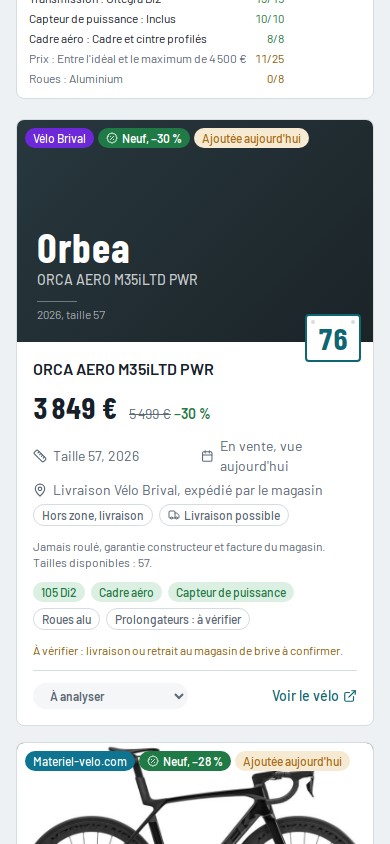 Capteur de puissance : Inclus 10/10
Cadre aéro : Cadre et cintre profilés 8/8
Prix : Entre l'idéal et le maximum de 4 500 € 11/25
Roues : Aluminium 0/8
Vélo Brival Neuf, −30 % Ajoutée aujourd'hui
Orbea
ORCA AERO M35iLTD PWR
2026, taille 57
76
ORCA AERO M35iLTD PWR
3 849 € 5 499 € −30 %
Taille 57, 2026
En vente, vue
aujourd'hui
Livraison Vélo Brival, expédié par le magasin
Hors zone, livraison Livraison possible
Jamais roulé, garantie constructeur et facture du magasin.
Tailles disponibles : 57.
105 Di2 Cadre aéro Capteur de puissance
Roues alu Prolongateurs : à vérifier
À vérifier : livraison ou retrait au magasin de brive à confirmer.
À analyser Voir le vélo
Materiel-velo.com Neuf, −28 % Ajoutée aujourd'hui